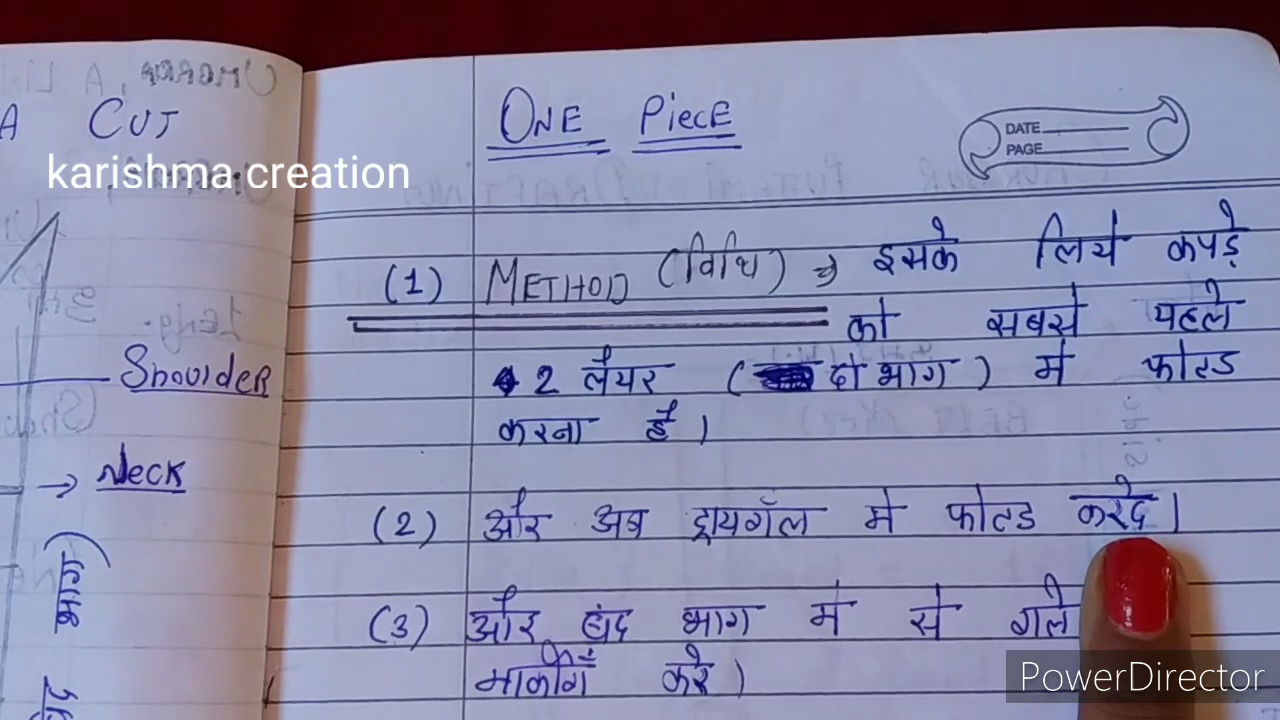 A CUT
karishma creation
Shoulder
→ Neck
भाग
ONE PiecE
DATE
PAGE
(1) METHOD (विधि) → इसके लिये कपड़े
को सबसे पहले
2 लेयर ( दो भाग ) मे फोल्ड
करना है।
(2) और अब ट्रायगॅल मे फोल्ड करदे।
(3) और बंद भाग मे से गले
मार्कीगं करे।
PowerDirector